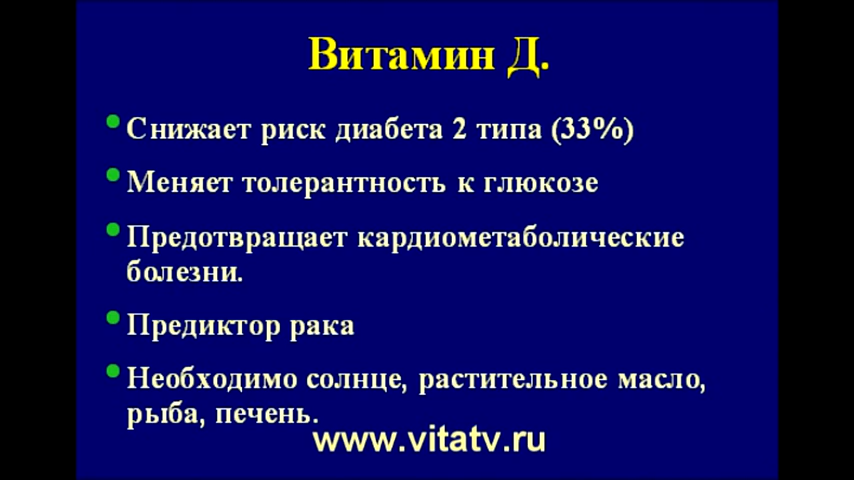 Витамин Д.
Снижает риск диабета 2 типа (33%)
Меняет толерантность к глюкозе
Предотвращает кардиометаболические
болезни.
Предиктор рака
Необходимо солнце, растительное масло,
рыба, печень.
www.vitatv.ru